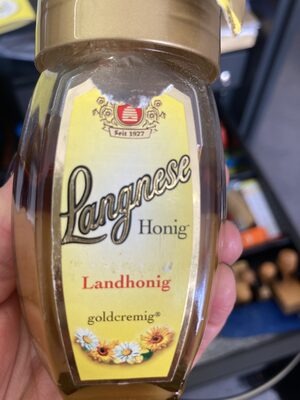 Seit 1927
Langnese
Honig
Landhonig
goldcremig®